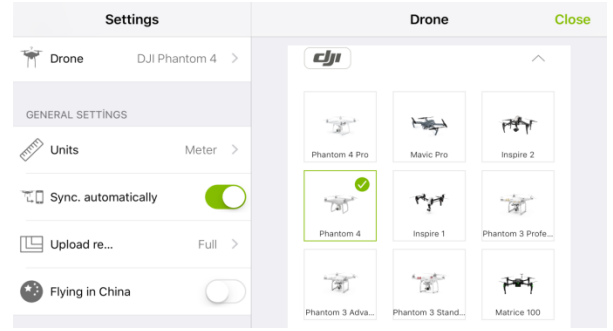 Settings
Drone DJI Phantom 4
GENERAL SETTİNGS
Units Meter
Sync. automatically
Upload re... Full
Flying in China
Drone Close
dji
Phantom 4 Pro Mavic Pro Inspire 2
Phantom 4 Inspire 1 Phantom 3 Profe...
Phantom 3 Adva... Phantom 3 Stand... Matrice 100